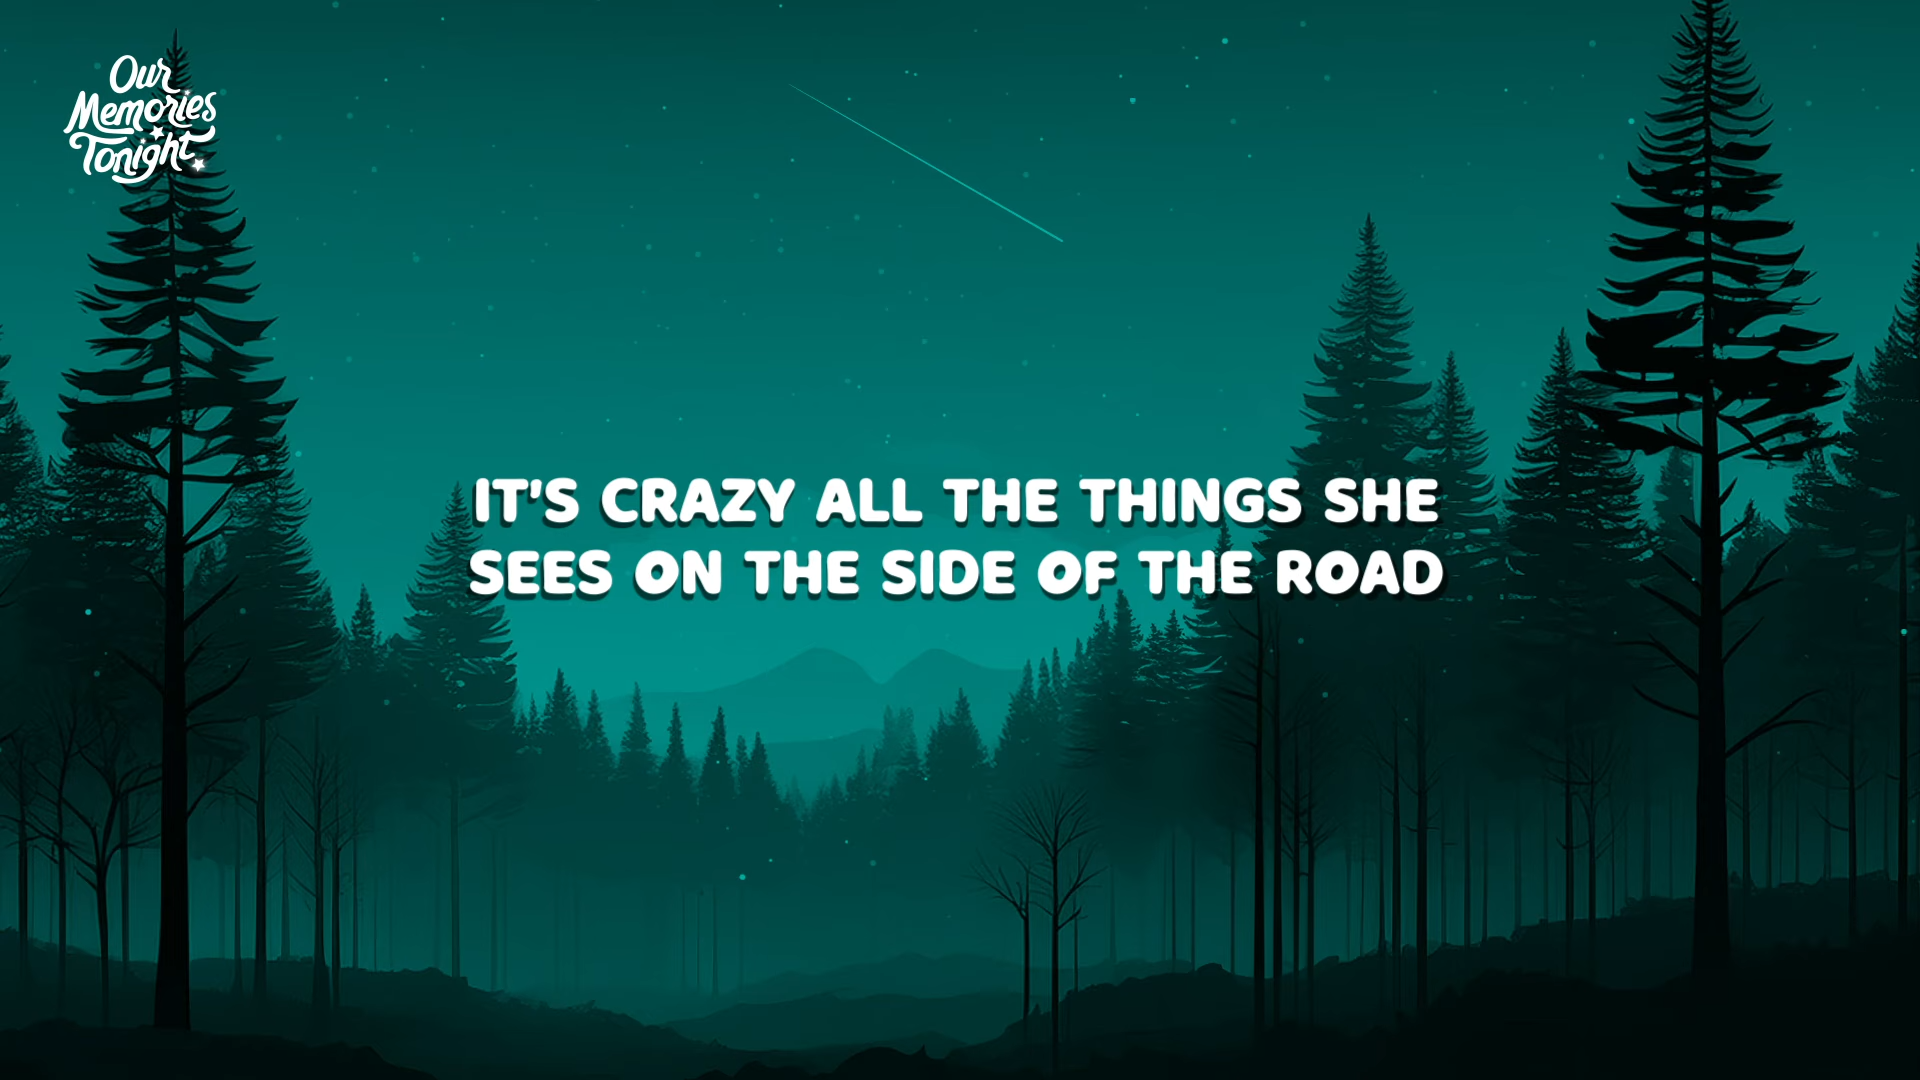 Our
Memories
Tonight
IT'S CRAZY ALL THE THINGS SHE
SEES ON THE SIDE OF THE ROAD